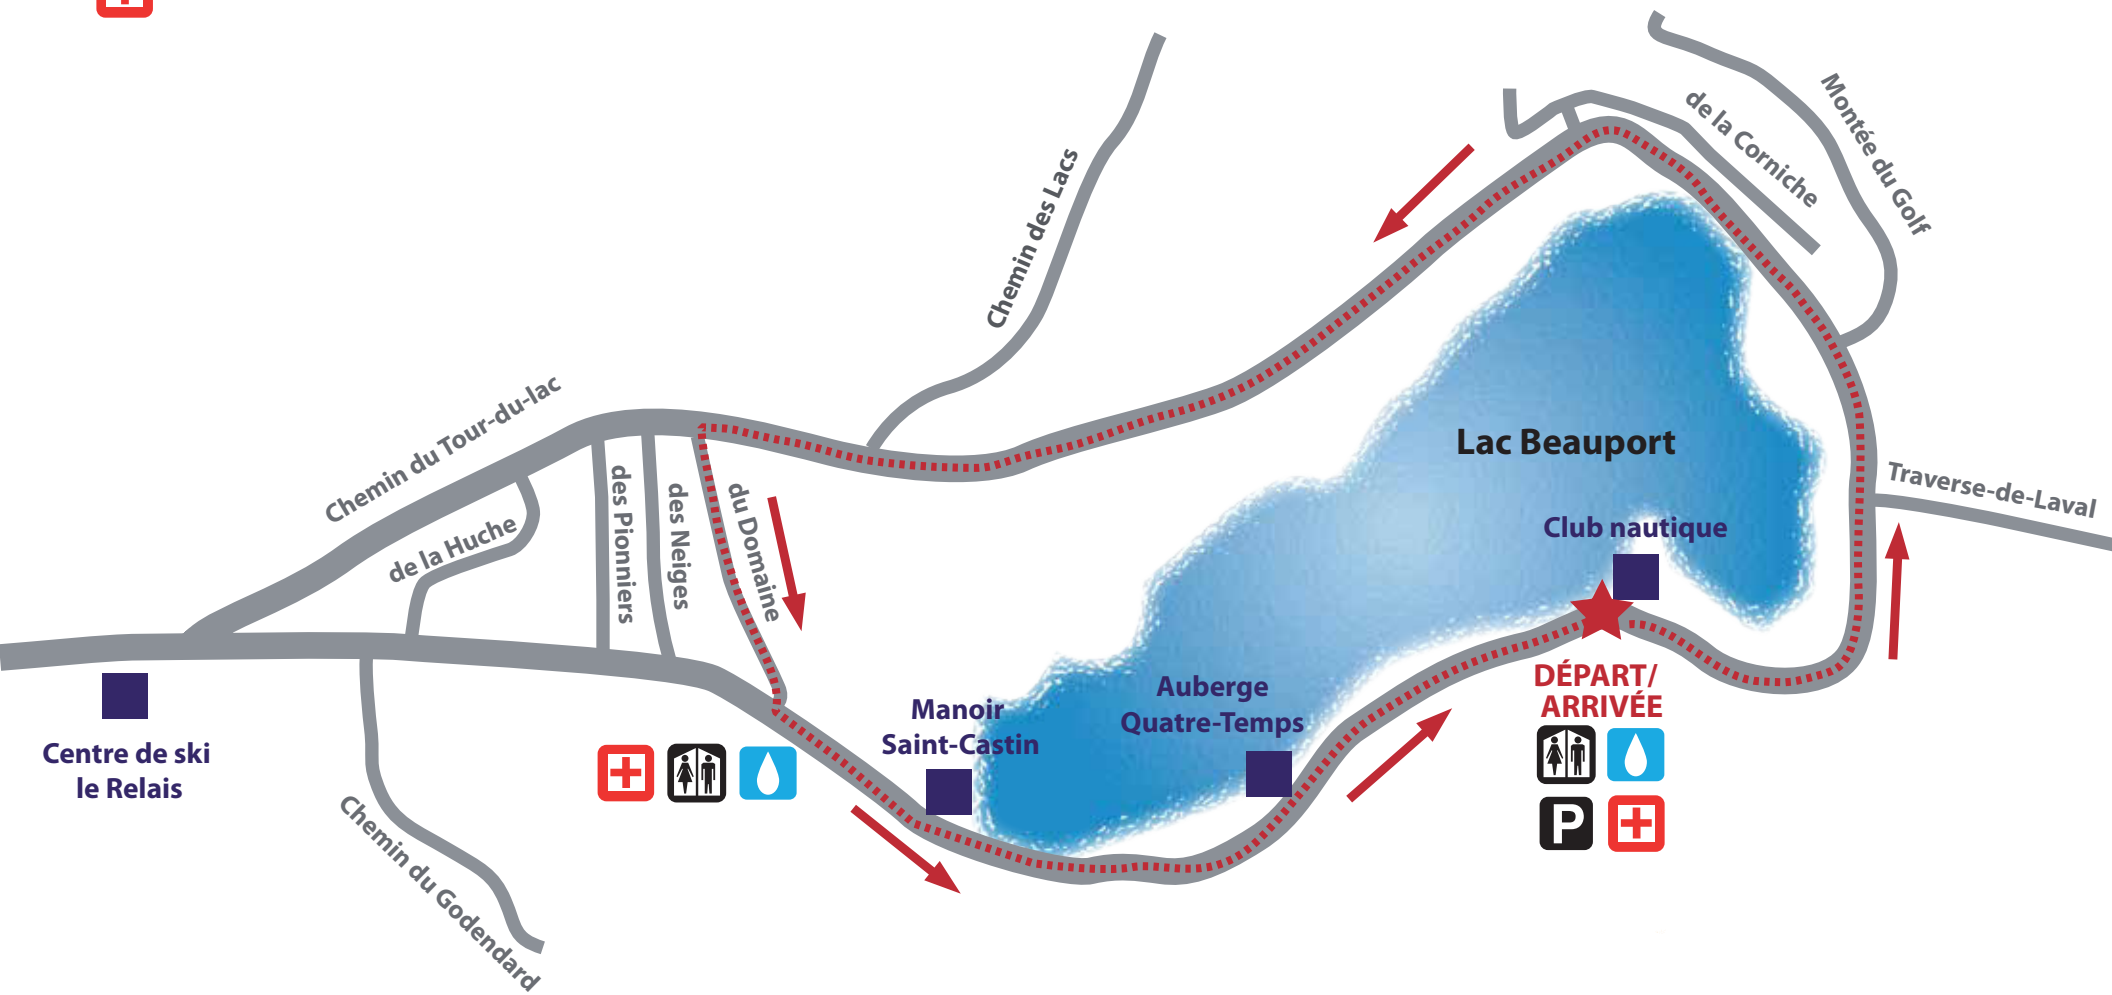 Montée du Golf
de la Corniche
Chemin des Lacs
Chemin du Tour-du-lac
Lac Beauport
Traverse-de-Laval
des Pionniers
des Neiges
du Domaine
de la Huche
Club nautique
DÉPART/
ARRIVÉE
Auberge
Quatre-Temps
Manoir
Saint-Castin
Centre de ski
le Relais
P
Chemin du Godendard